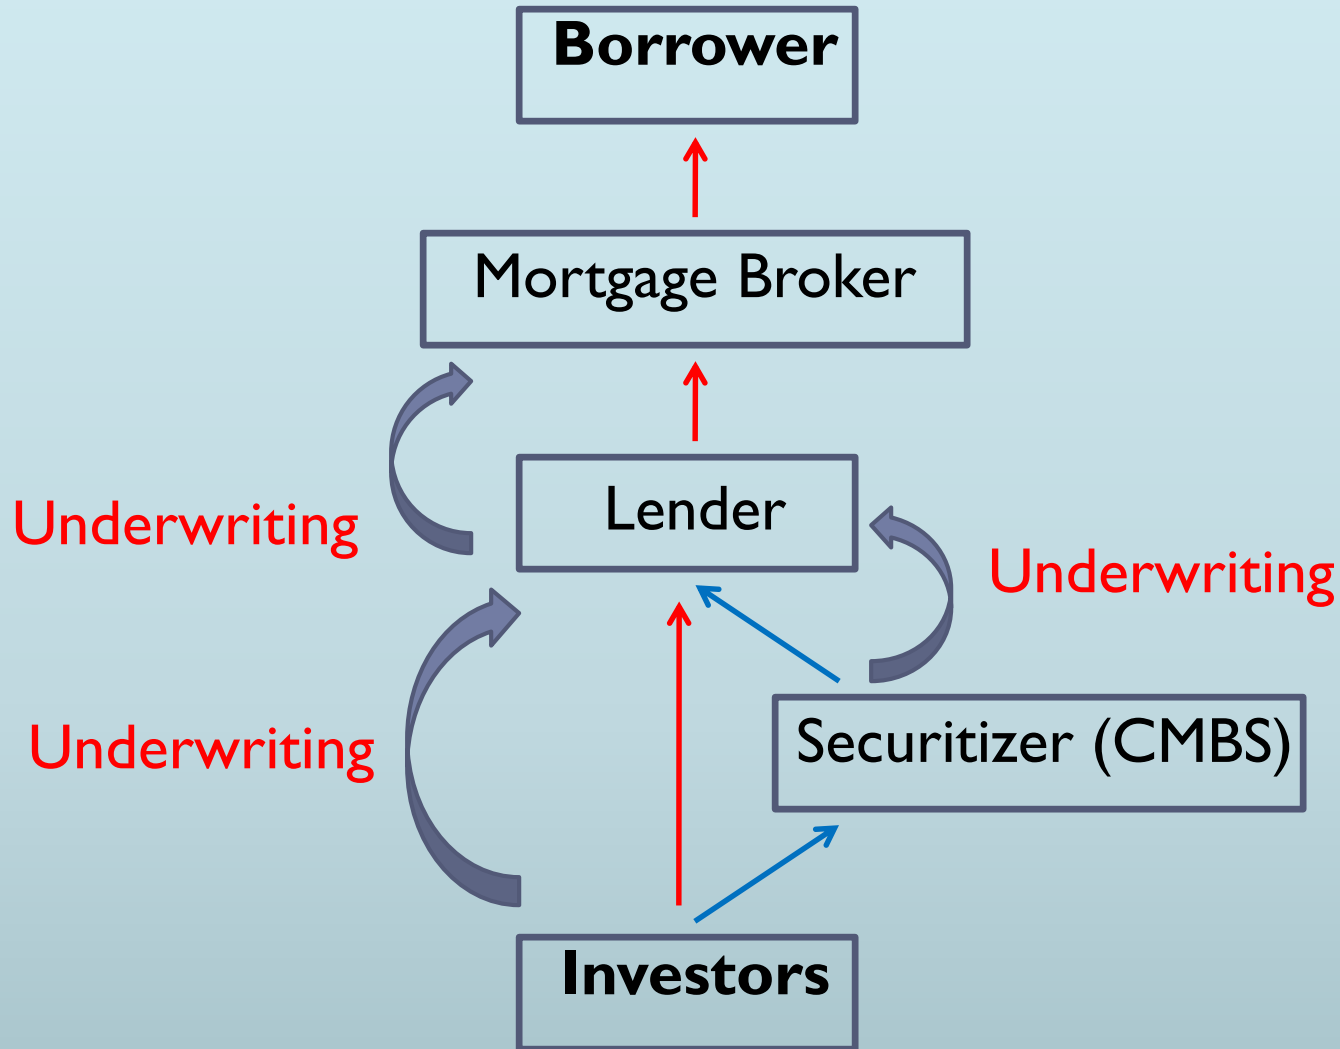 Borrower
Mortgage Broker
Lender
Underwriting
Underwriting
Securitizer (CMBS)
Underwriting
Investors